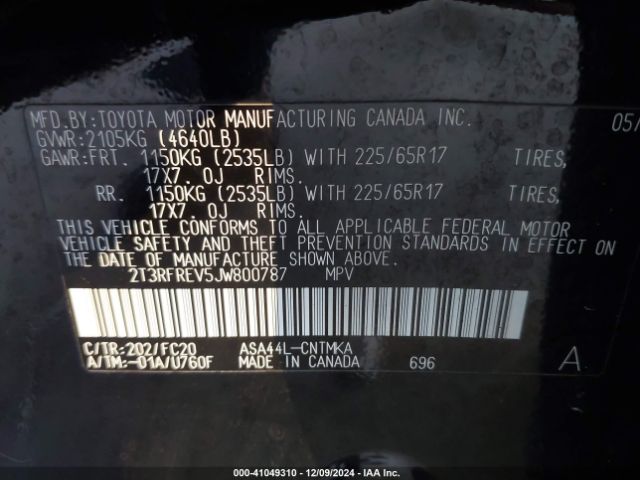 MFD.BY:TOYOTA MOTOR MANUFACTURING CANADA INC. 05/
GVWR:2105KG (4640LB)
GAWR:FRT. 1150KG (2535LB) WITH 225/65R17 TIRES,
17X7.0J RIMS.
RR. 1150KG (2535LB) WITH 225/65R17 TIRES,
17X7.0J RIMS.
THIS VEHICLE CONFORMS TO ALL APPLICABLE FEDERAL MOTOR
VEHICLE SAFETY AND THEFT PREVENTION STANDARDS IN EFFECT ON
THE DATE OF MANUFACTURE SHOWN ABOVE.
2T3RFREV5JW800787 MPV
C/TR:202/FC20 ASA44L-CNTMKA
A/TM:-01A/U760F MADE IN CANADA 696 A
000-41049310 | 12/09/2024 | IAA Inc.